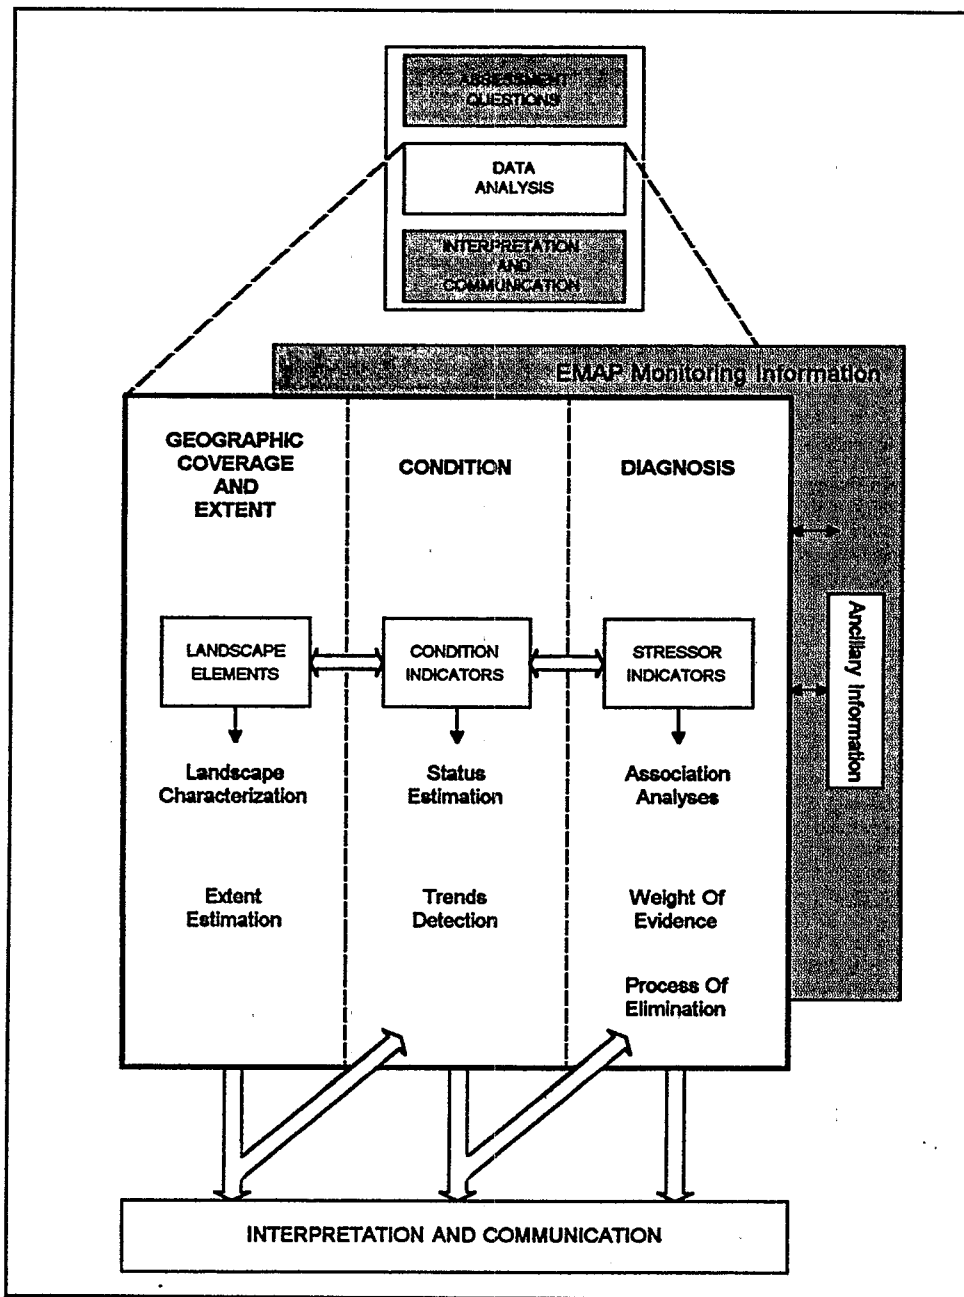 ASSESSMENT
QUESTIONS
DATA
ANALYSIS
INTERPRETATION
AND
COMMUNICATION
EMAP Monitoring Information
GEOGRAPHIC
COVERAGE
AND
EXTENT
CONDITION
DIAGNOSIS
LANDSCAPE
ELEMENTS
CONDITION
INDICATORS
STRESSOR
INDICATORS
Ancillary Information
Landscape
Characterization
Status
Estimation
Association
Analyses
Extent
Estimation
Trends
Detection
Weight Of
Evidence
Process Of
Elimination
INTERPRETATION AND COMMUNICATION